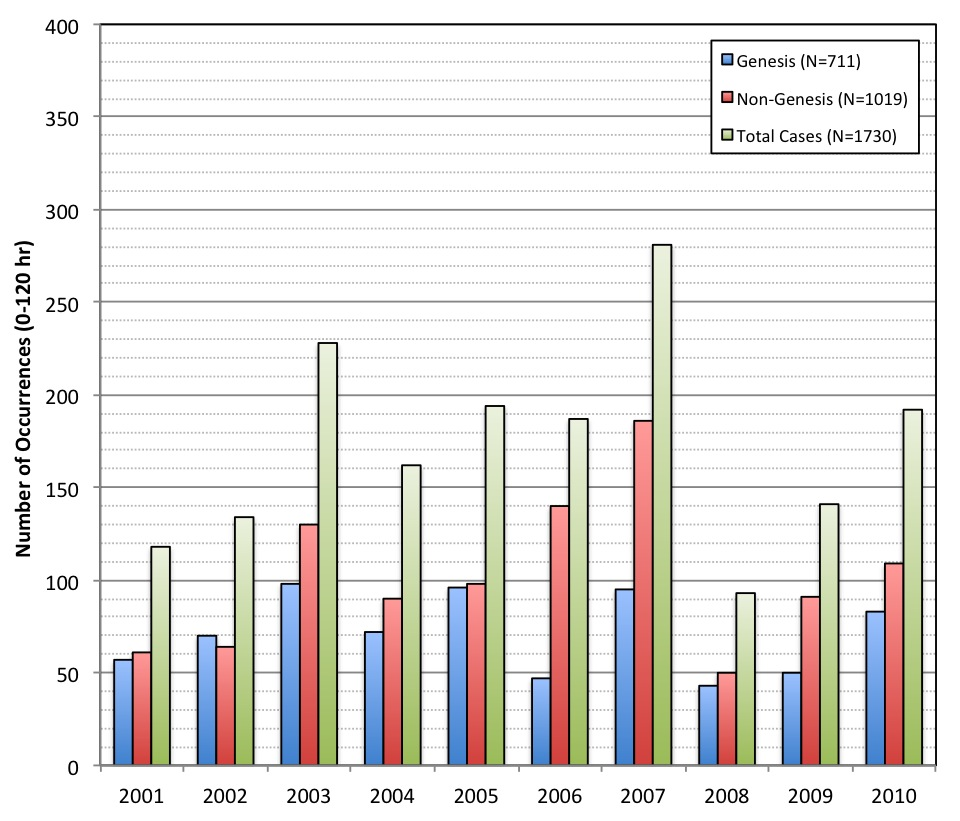 Number of Occurrences (0-120 hr)
400
350
300
250
200
150
100
50
0
Genesis (N=711)
Non-Genesis (N=1019)
Total Cases (N=1730)
2001 2002 2003 2004 2005 2006 2007 2008 2009 2010